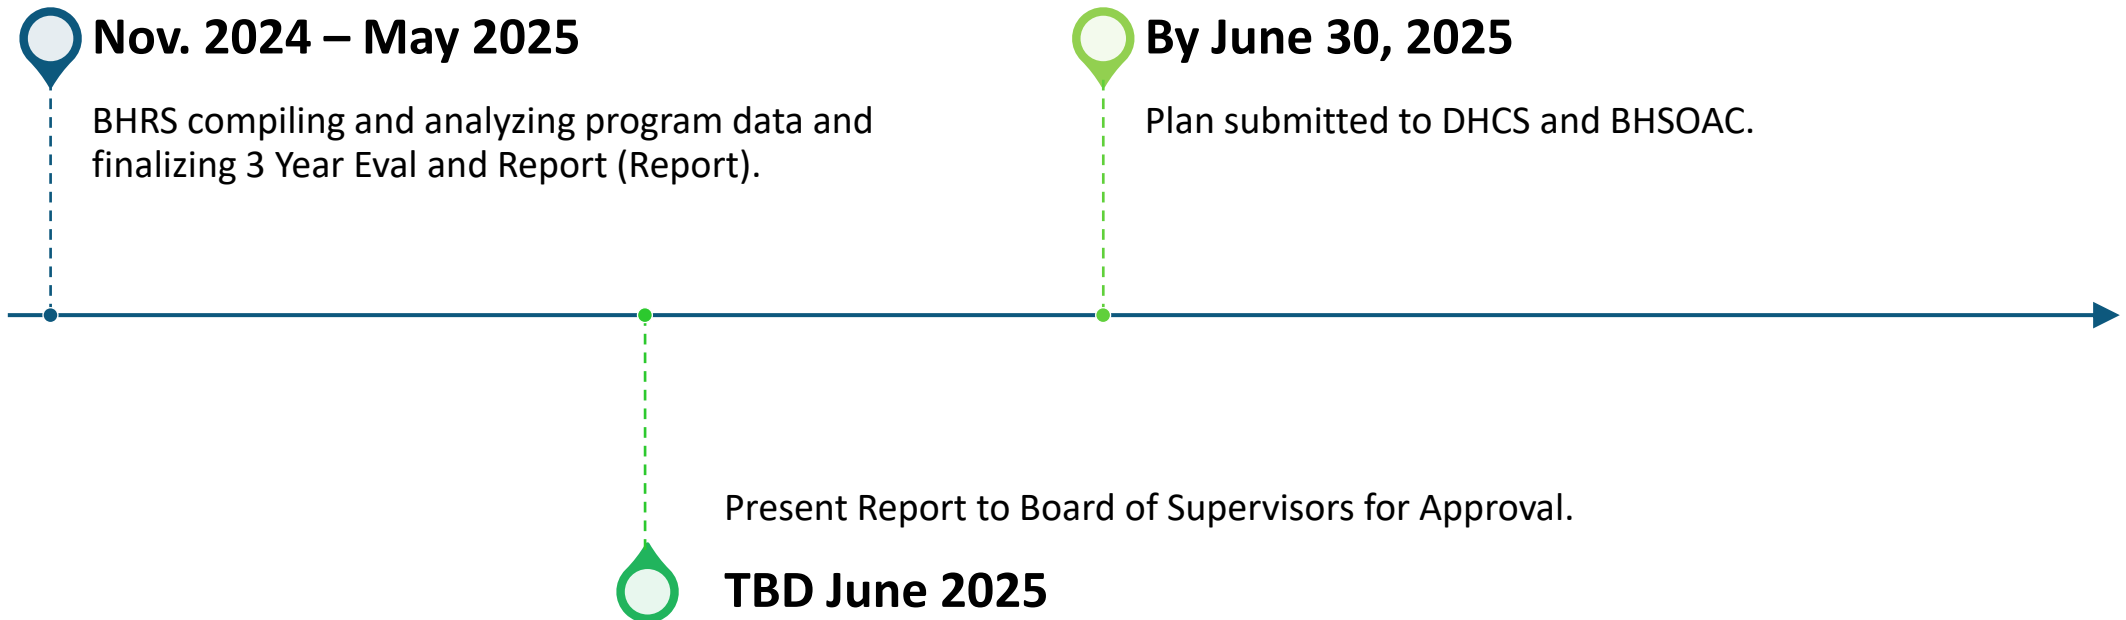 Nov. 2024 – May 2025
BHRS compiling and analyzing program data and
finalizing 3 Year Eval and Report (Report).
By June 30, 2025
Plan submitted to DHCS and BHSOAC.
Present Report to Board of Supervisors for Approval.
TBD June 2025